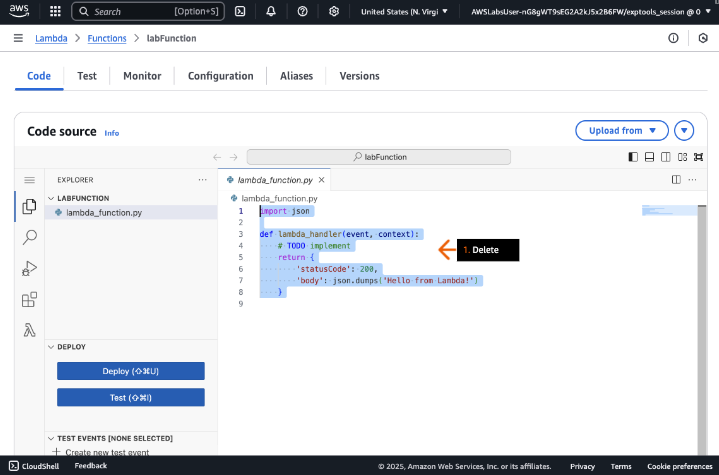 aws
Search [Option+S]
United States (N. Virgi ▼
AWSLabsUser-nG8gWT9sEG2A2kJ5x2B6FW/exptools_session @ 0 ▼
Lambda > Functions > labFunction
Code Test Monitor Configuration Aliases Versions
Code source Info
Upload from ▼
labFunction
EXPLORER ...
lambda_function.py ×
LABFUNCTION
lambda_function.py
lambda_function.py
1 import json
2
3 def lambda_handler(event, context):
4 # TODO implement
5 return {
6 'statusCode': 200,
7 'body': json.dumps('Hello from Lambda!')
8 }
9
1. Delete
DEPLOY
Deploy (⇧⌘U)
Test (⇧⌘I)
TEST EVENTS [NONE SELECTED]
+ Create new test event
CloudShell Feedback
© 2025, Amazon Web Services, Inc. or its affiliates. Privacy Terms Cookie preferences